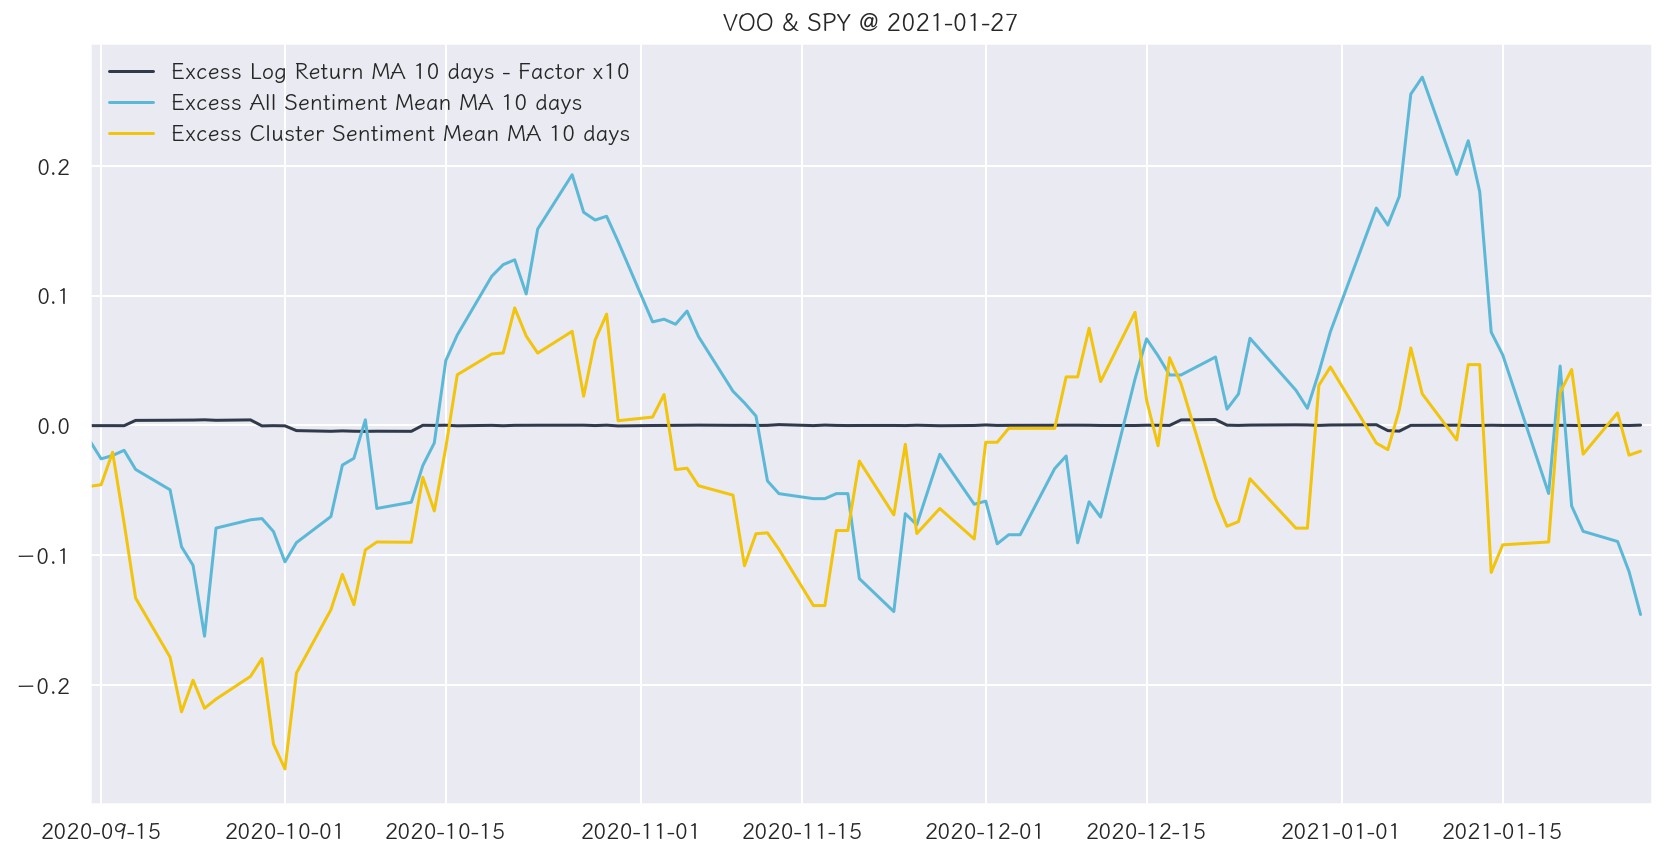 VOO & SPY @ 2021-01-27
Excess Log Return MA 10 days - Factor x10
Excess All Sentiment Mean MA 10 days
Excess Cluster Sentiment Mean MA 10 days
0.2
0.1
0.0
−0.1
−0.2
2020-09-15 2020-10-01 2020-10-15 2020-11-01 2020-11-15 2020-12-01 2020-12-15 2021-01-01 2021-01-15